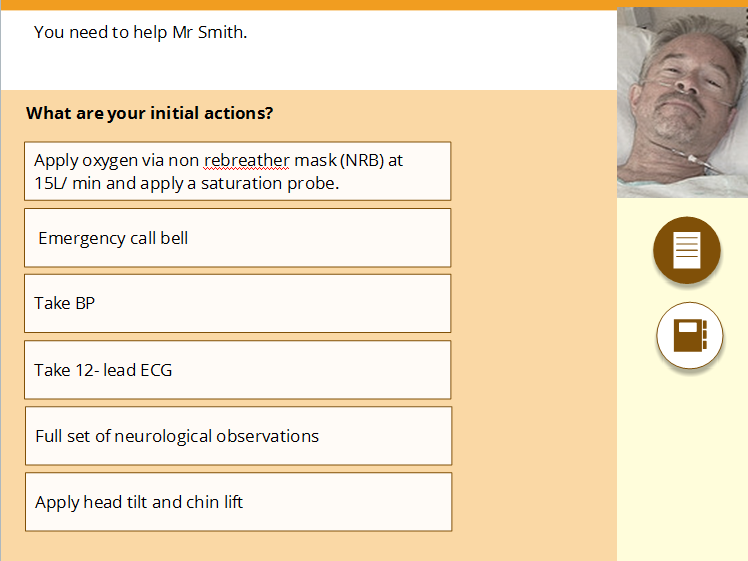 You need to help Mr Smith.
What are your initial actions?
Apply oxygen via non rebreather mask (NRB) at
15L/ min and apply a saturation probe.
Emergency call bell
Take BP
Take 12- lead ECG
Full set of neurological observations
Apply head tilt and chin lift